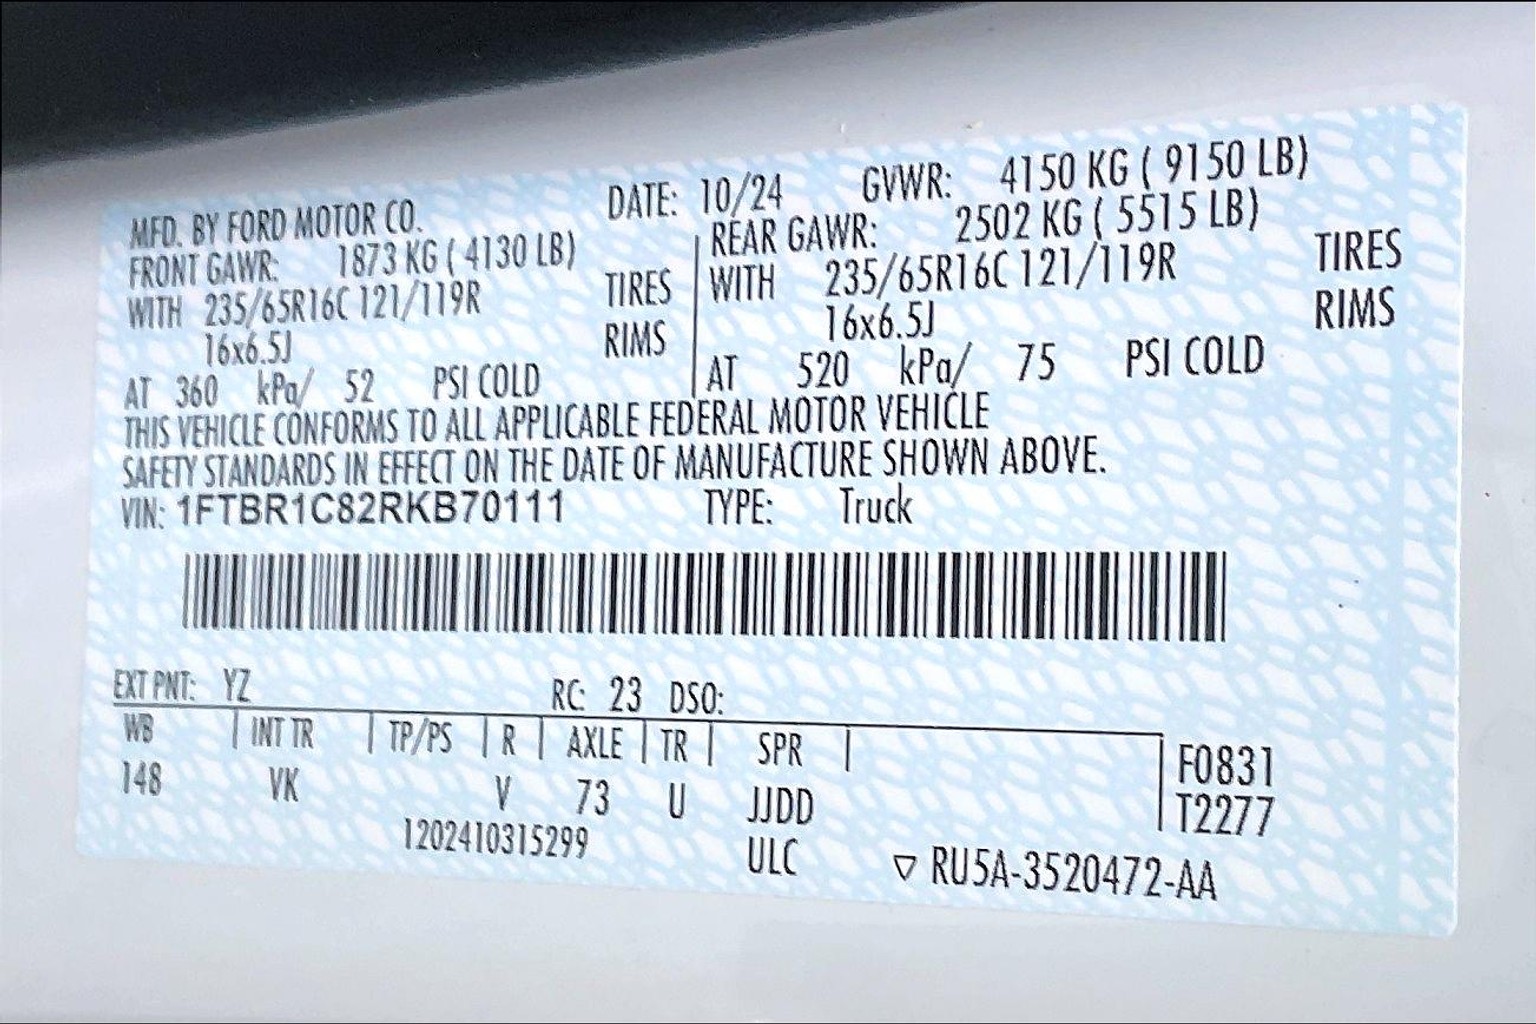 MFD. BY FORD MOTOR CO. DATE: 10/24 GVWR: 4150 KG ( 9150 LB)
FRONT GAWR: 1873 KG ( 4130 LB) REAR GAWR: 2502 KG ( 5515 LB)
WITH 235/65R16C 121/119R TIRES WITH 235/65R16C 121/119R TIRES
16x6.5J RIMS 16x6.5J RIMS
AT 360 kPa/ 52 PSI COLD AT 520 kPa/ 75 PSI COLD
THIS VEHICLE CONFORMS TO ALL APPLICABLE FEDERAL MOTOR VEHICLE
SAFETY STANDARDS IN EFFECT ON THE DATE OF MANUFACTURE SHOWN ABOVE.
VIN: 1FTBR1C82RKB70111 TYPE: Truck
EXT PNT: YZ RC: 23 DSO:
WB INT TR TP/PS R AXLE TR SPR F0831
148 VK V 73 U JJDD T2277
1202410315299 ULC ▽ RU5A-3520472-AA